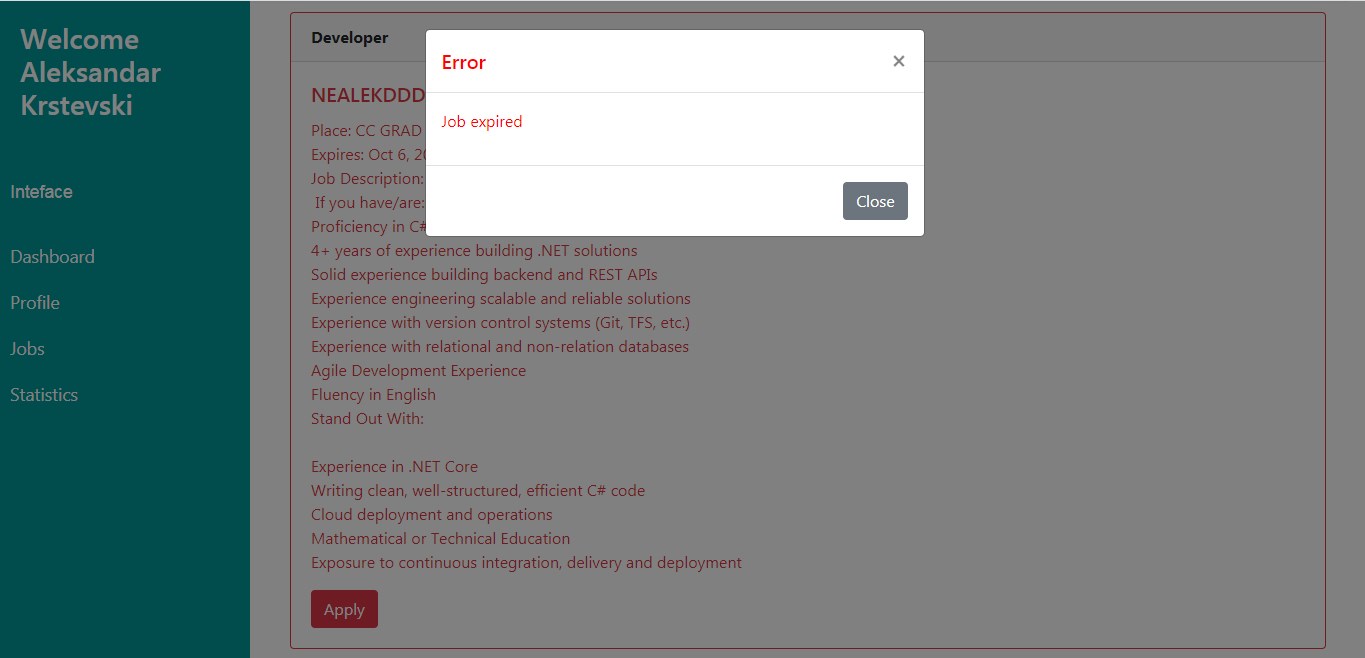 Welcome
Aleksandar
Krstevski
Inteface
Dashboard
Profile
Jobs
Statistics
Developer
Error
×
Job expired
Close
NEALEKDDD
Place: CC GRAD
Expires: Oct 6,
Job Description:
If you have/are:
Proficiency in C#
4+ years of experience building .NET solutions
Solid experience building backend and REST APIs
Experience engineering scalable and reliable solutions
Experience with version control systems (Git, TFS, etc.)
Experience with relational and non-relation databases
Agile Development Experience
Fluency in English
Stand Out With:
Experience in .NET Core
Writing clean, well-structured, efficient C# code
Cloud deployment and operations
Mathematical or Technical Education
Exposure to continuous integration, delivery and deployment
Apply